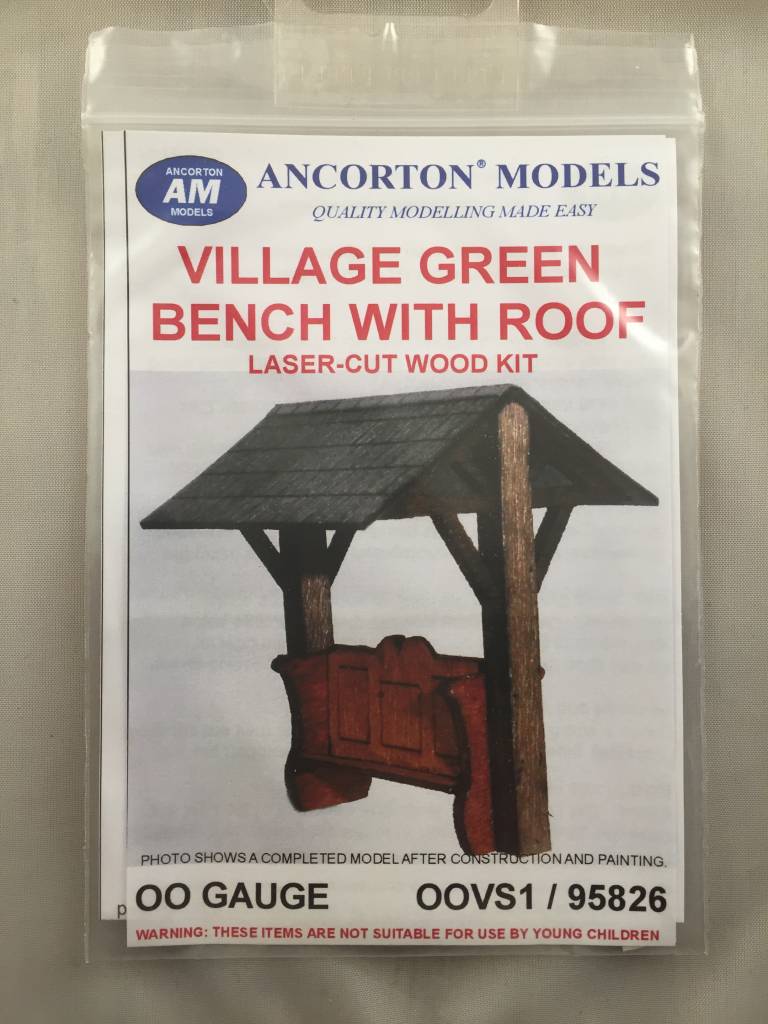 ANCORTON
AM
MODELS
ANCORTON® MODELS
QUALITY MODELLING MADE EASY
VILLAGE GREEN
BENCH WITH ROOF
LASER-CUT WOOD KIT
PHOTO SHOWS A COMPLETED MODEL AFTER CONSTRUCTION AND PAINTING.
OO GAUGE OOVS1 / 95826
WARNING: THESE ITEMS ARE NOT SUITABLE FOR USE BY YOUNG CHILDREN